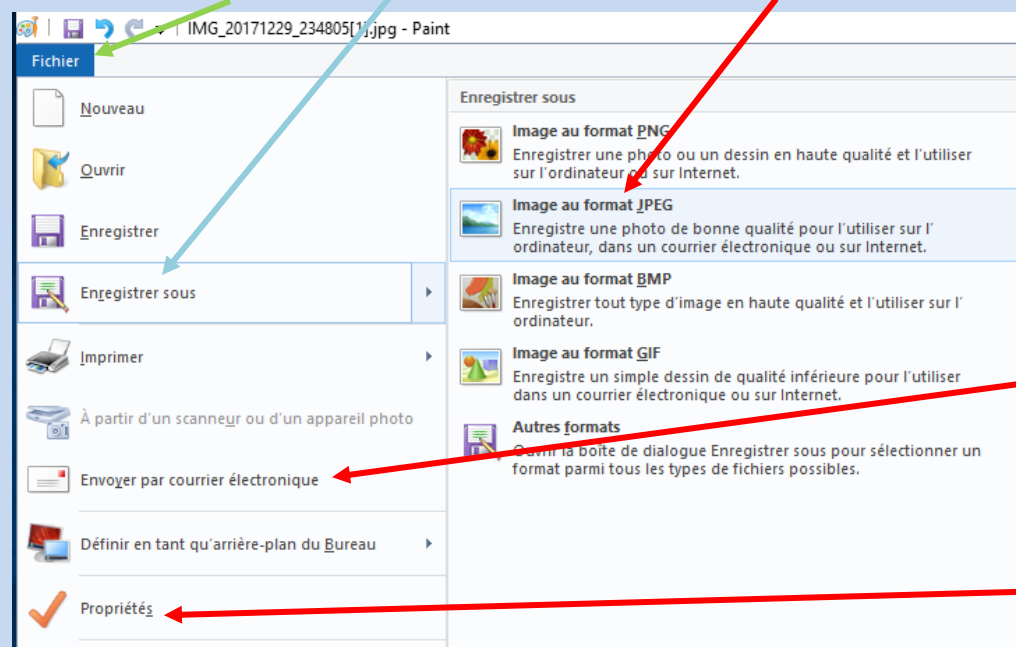 IMG_20171229_234805[1].jpg - Paint
Fichier
Nouveau
Ouvrir
Enregistrer
Enregistrer sous
Imprimer
À partir d'un scanneur ou d'un appareil photo
Envoyer par courrier électronique
Définir en tant qu'arrière-plan du Bureau
Propriétés
Enregistrer sous
Image au format PNG
Enregistrer une photo ou un dessin en haute qualité et l'utiliser
sur l'ordinateur ou sur Internet.
Image au format JPEG
Enregistre une photo de bonne qualité pour l'utiliser sur l'
ordinateur, dans un courrier électronique ou sur Internet.
Image au format BMP
Enregistrer tout type d'image en haute qualité et l'utiliser sur l'
ordinateur.
Image au format GIF
Enregistre un simple dessin de qualité inférieure pour l'utiliser
dans un courrier électronique ou sur Internet.
Autres formats
Ouvrir la boîte de dialogue Enregistrer sous pour sélectionner un
format parmi tous les types de fichiers possibles.